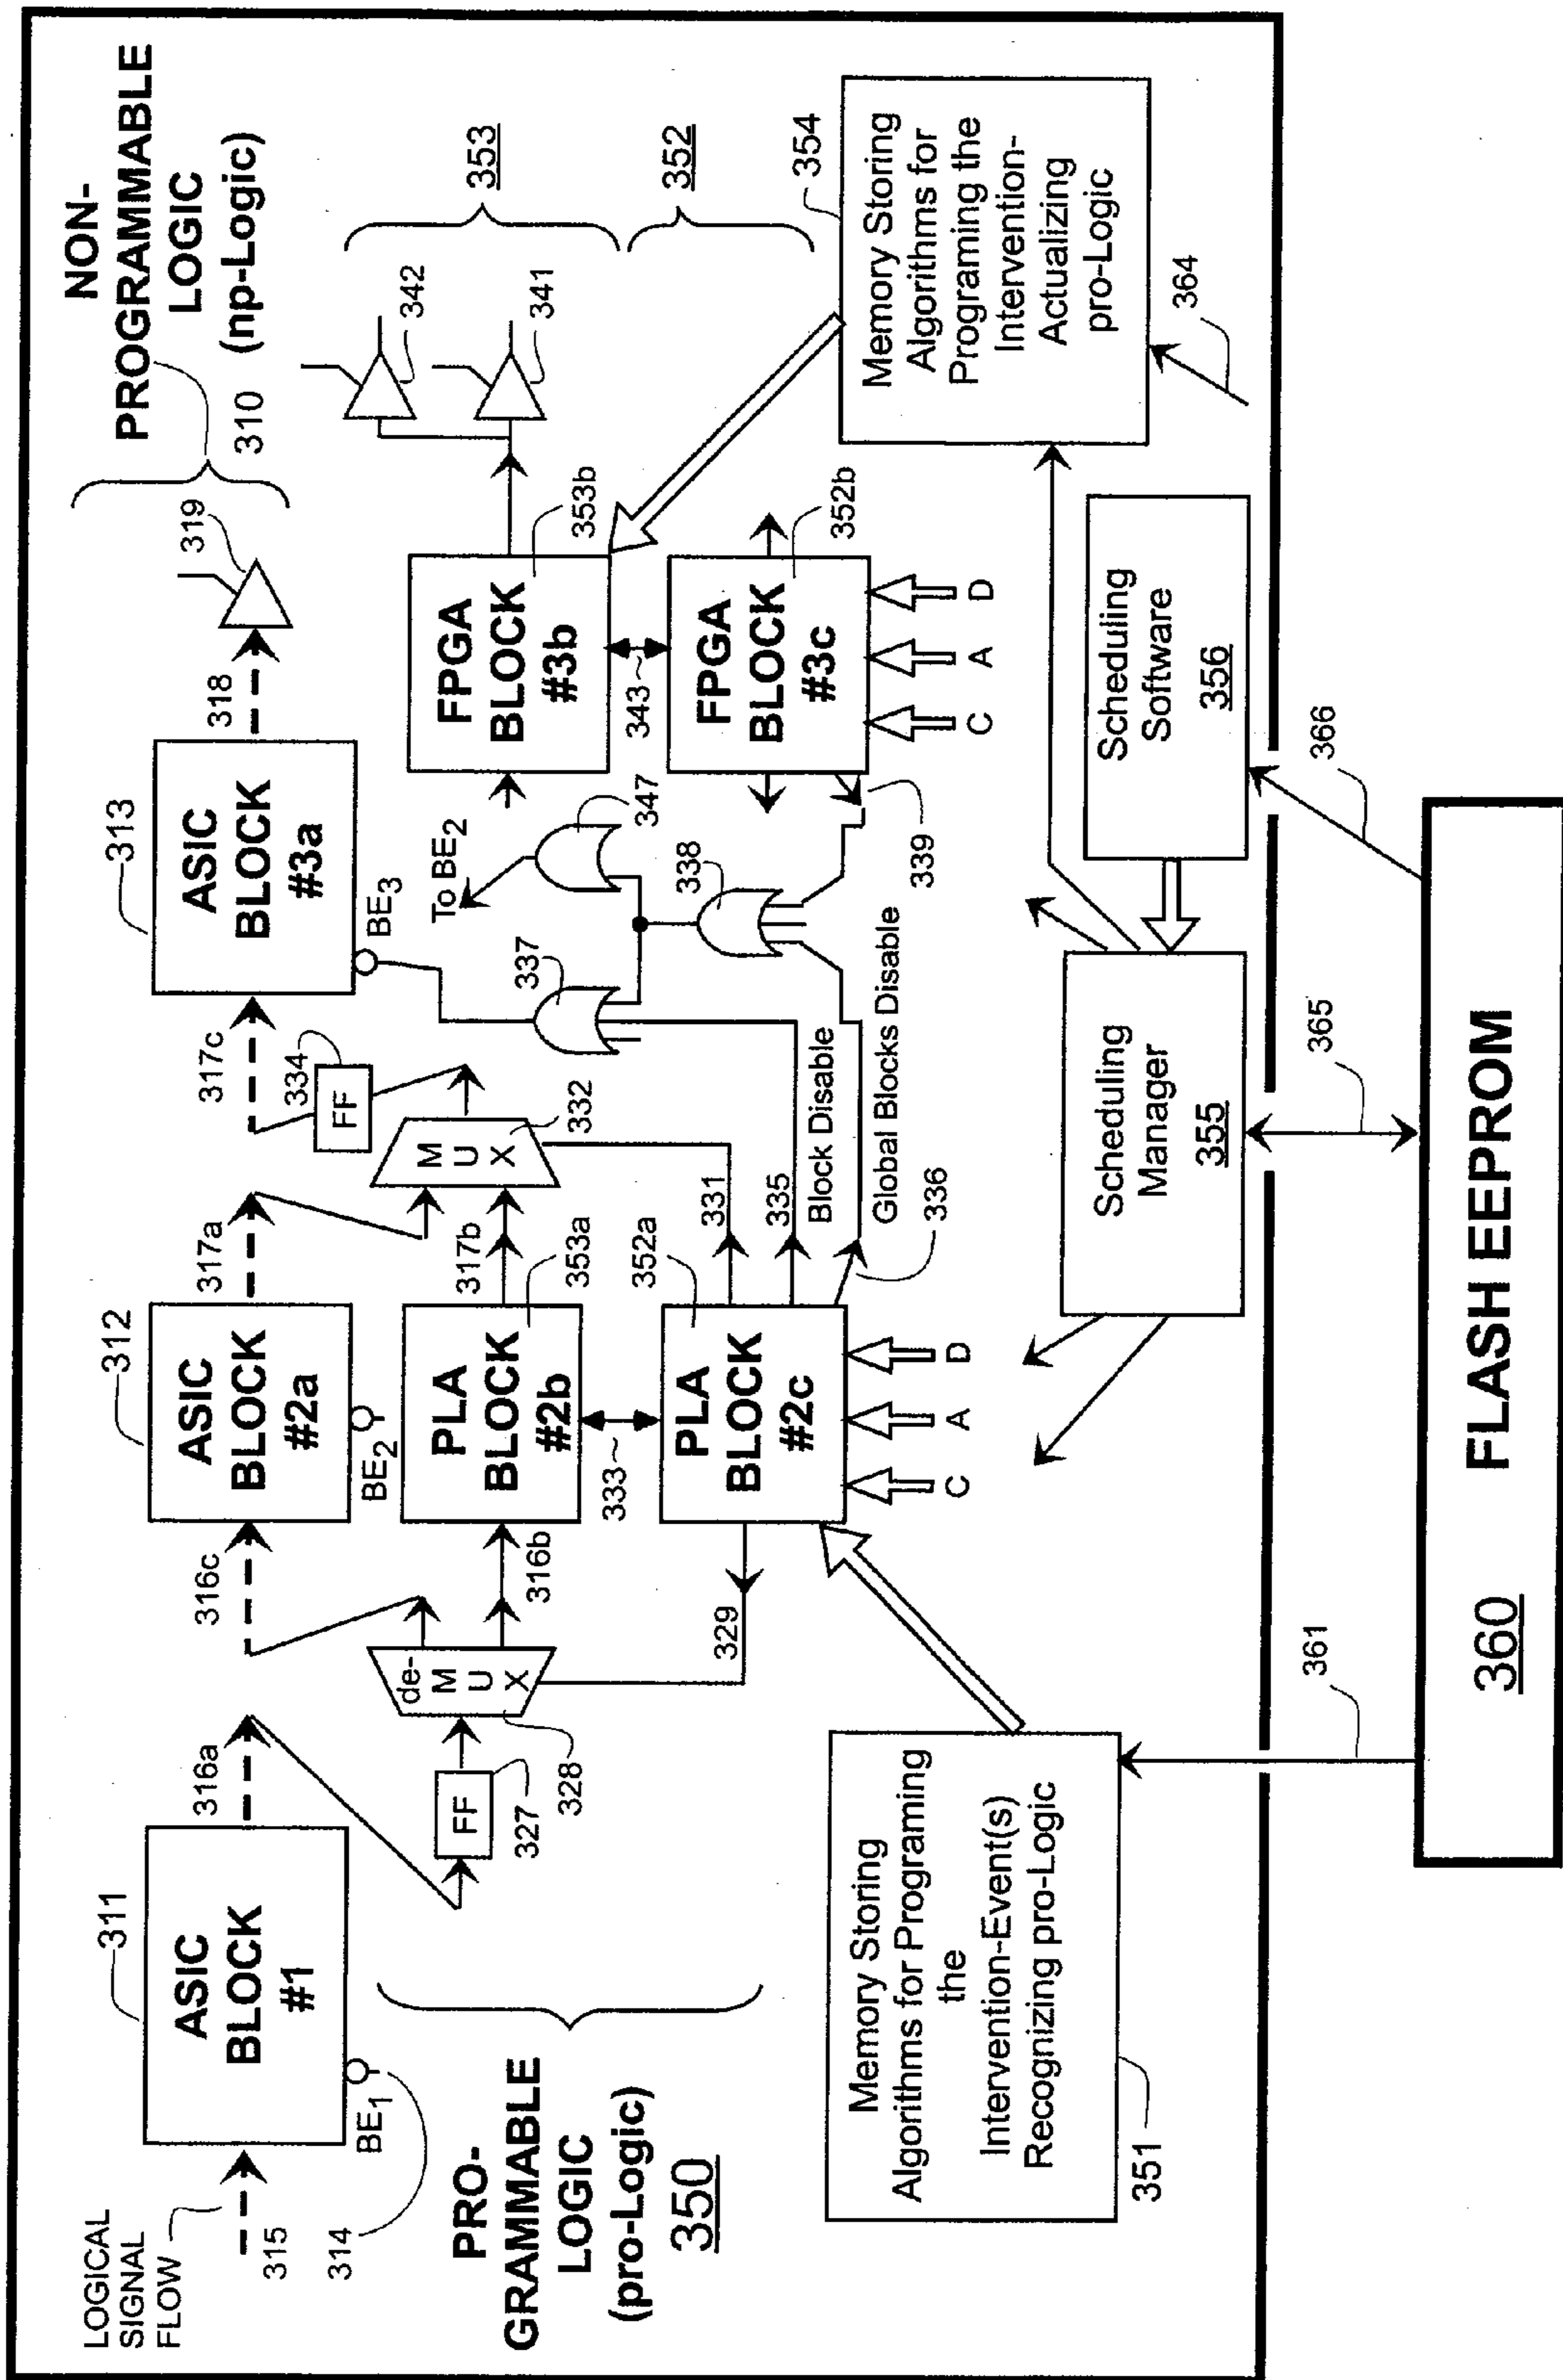 NON-
PROGRAMMABLE
LOGIC
(np-Logic)
310
LOGICAL
SIGNAL
FLOW
315
314
311
ASIC
BLOCK
#1
BE1
316a
316c
312
ASIC
BLOCK
#2a
BE2
317a
317c
313
ASIC
BLOCK
#3a
BE3
318
319
PRO-
GRAMMABLE
LOGIC
(pro-Logic)
350
FF
327
de-
M
U
X
328
316b
329
PLA
BLOCK
#2b
353a
317b
333
PLA
BLOCK
#2c
352a
C
A
D
M
U
X
332
FF
334
331
335
Block Disable
Global Blocks Disable
336
337
To BE2
347
338
339
FPGA
BLOCK
#3b
353b
343
FPGA
BLOCK
#3c
352b
C
A
D
342
341
353
352
Memory Storing
Algorithms for Programing
the
Intervention-Event(s)
Recognizing pro-Logic
351
Scheduling
Manager
355
Scheduling
Software
356
Memory Storing
Algorithms for
Programing the
Intervention-
Actualizing
pro-Logic
354
364
361
365
366
360 FLASH EEPROM